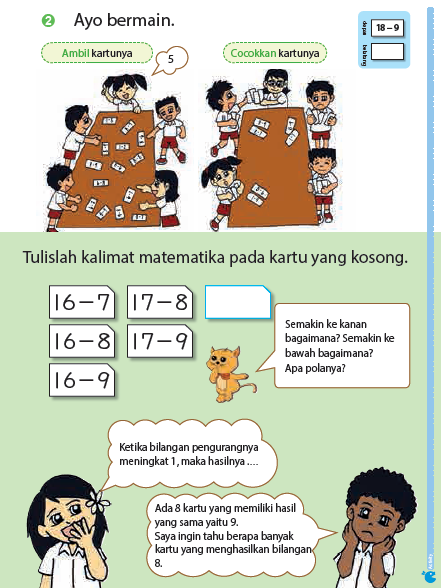 2 Ayo bermain.
depan 18 – 9
belakang
Ambil kartunya
5
Cocokkan kartunya
Tulislah kalimat matematika pada kartu yang kosong.
16 – 7 17 – 8
16 – 8 17 – 9
16 – 9
Semakin ke kanan
bagaimana? Semakin ke
bawah bagaimana?
Apa polanya?
Ketika bilangan pengurangnya
meningkat 1, maka hasilnya ....
Ada 8 kartu yang memiliki hasil
yang sama yaitu 9.
Saya ingin tahu berapa banyak
kartu yang menghasilkan bilangan
8.